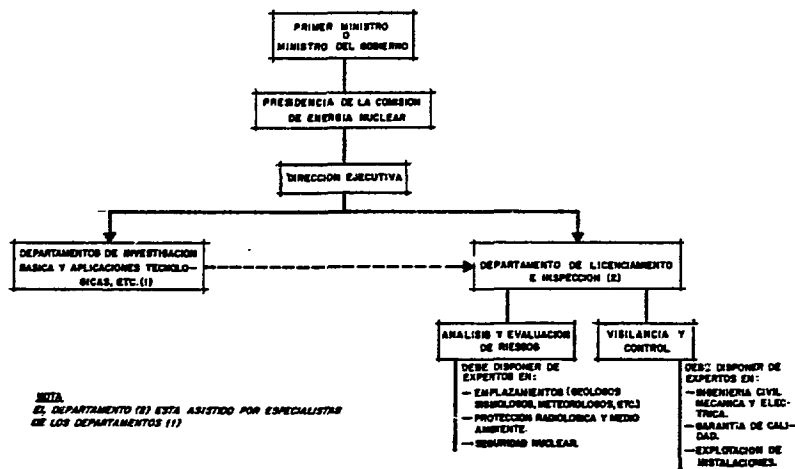 PRIMER MINISTRO
O
MINISTRO DEL GOBIERNO
PRESIDENCIA DE LA COMISION
DE ENERGIA NUCLEAR
DIRECCION EJECUTIVA
DEPARTAMENTOS DE INVESTIGACION
BASICA Y APLICACIONES TECNOLO-
GICAS, ETC.(1)
DEPARTAMENTO DE LICENCIAMIENTO
E INSPECCION (2)
ANALISIS Y EVALUACION
DE RIESGOS
VIGILANCIA Y
CONTROL
DEBE DISPONER DE
EXPERTOS EN:
— EMPLAZAMIENTOS (GEOLOGOS
SISMOLOGOS, METEOROLOGOS, ETC.)
— PROTECCION RADIOLOGICA Y MEDIO
AMBIENTE.
— SEGURIDAD NUCLEAR.
DEBE DISPONER DE
EXPERTOS EN:
— INGENIERIA CIVIL
MECANICA Y ELEC-
TRICA.
— GARANTIA DE CALI-
DAD.
— EXPLOTACION DE
INSTALACIONES.
NOTA
EL DEPARTAMENTO (2) ESTA ASISTIDO POR ESPECIALISTAS
DE LOS DEPARTAMENTOS (1)